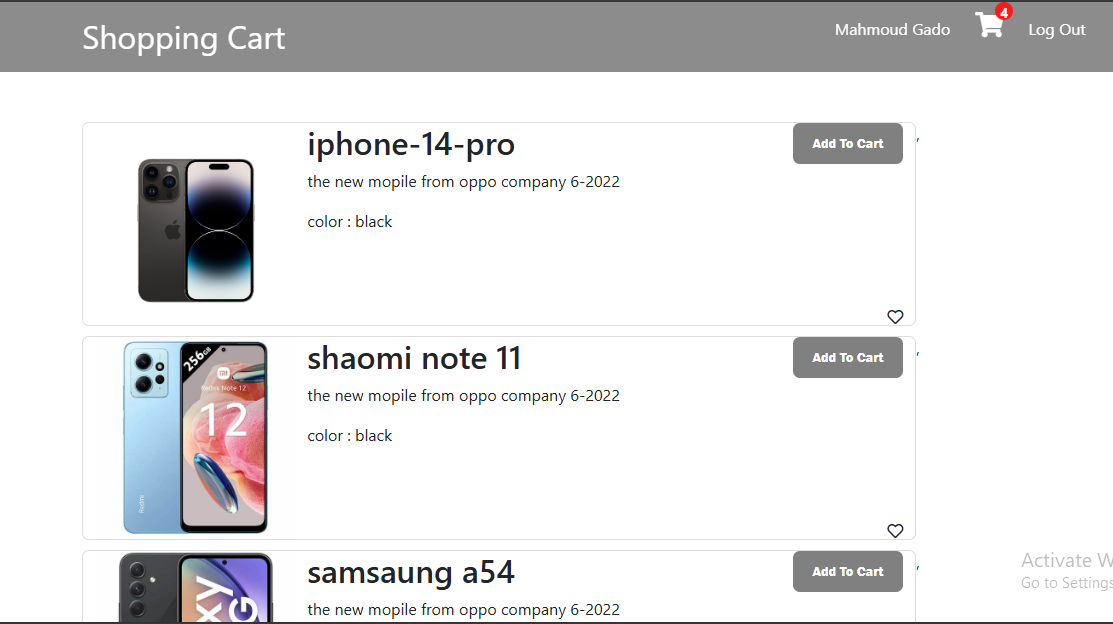 Shopping Cart
Mahmoud Gado
4
Log Out
iphone-14-pro
Add To Cart
,
the new mopile from oppo company 6-2022
color : black
256GB
Redmi Note 12
12
Redmi
shaomi note 11
Add To Cart
,
the new mopile from oppo company 6-2022
color : black
samsaung a54
Add To Cart
,
the new mopile from oppo company 6-2022
Activate W
Go to Settings